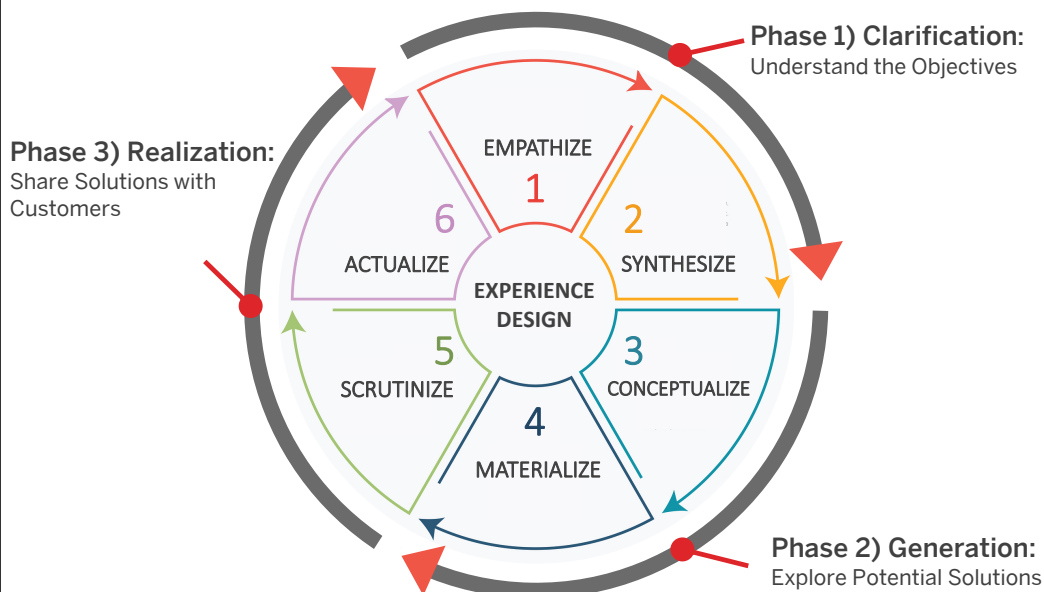 Phase 1) Clarification:
Understand the Objectives
Phase 3) Realization:
Share Solutions with
Customers
EMPATHIZE
1
2
SYNTHESIZE
6
ACTUALIZE
EXPERIENCE
DESIGN
5
SCRUTINIZE
3
CONCEPTUALIZE
4
MATERIALIZE
Phase 2) Generation:
Explore Potential Solutions